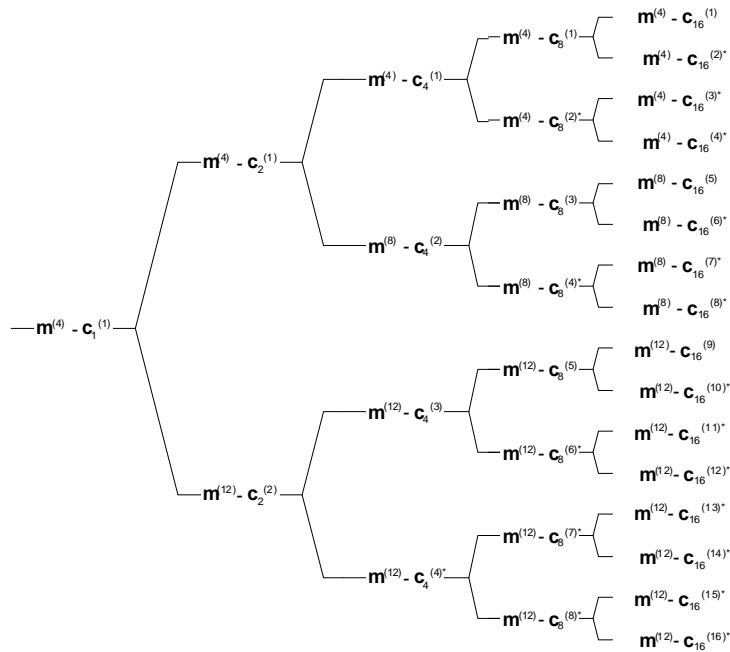 m(4) - c16(1)
m(4) - c8(1)
m(4) - c16(2)*
m(4) - c4(1)
m(4) - c16(3)*
m(4) - c8(2)*
m(4) - c16(4)*
m(4) - c2(1)
m(8) - c16(5)
m(8) - c8(3)
m(8) - c16(6)*
m(8) - c4(2)
m(8) - c16(7)*
m(8) - c8(4)*
m(8) - c16(8)*
m(4) - c1(1)
m(12) - c16(9)
m(12) - c8(5)
m(12) - c16(10)*
m(12) - c4(3)
m(12) - c16(11)*
m(12) - c8(6)*
m(12) - c16(12)*
m(12) - c2(2)
m(12) - c16(13)*
m(12) - c8(7)*
m(12) - c16(14)*
m(12) - c4(4)*
m(12) - c16(15)*
m(12) - c8(8)*
m(12) - c16(16)*